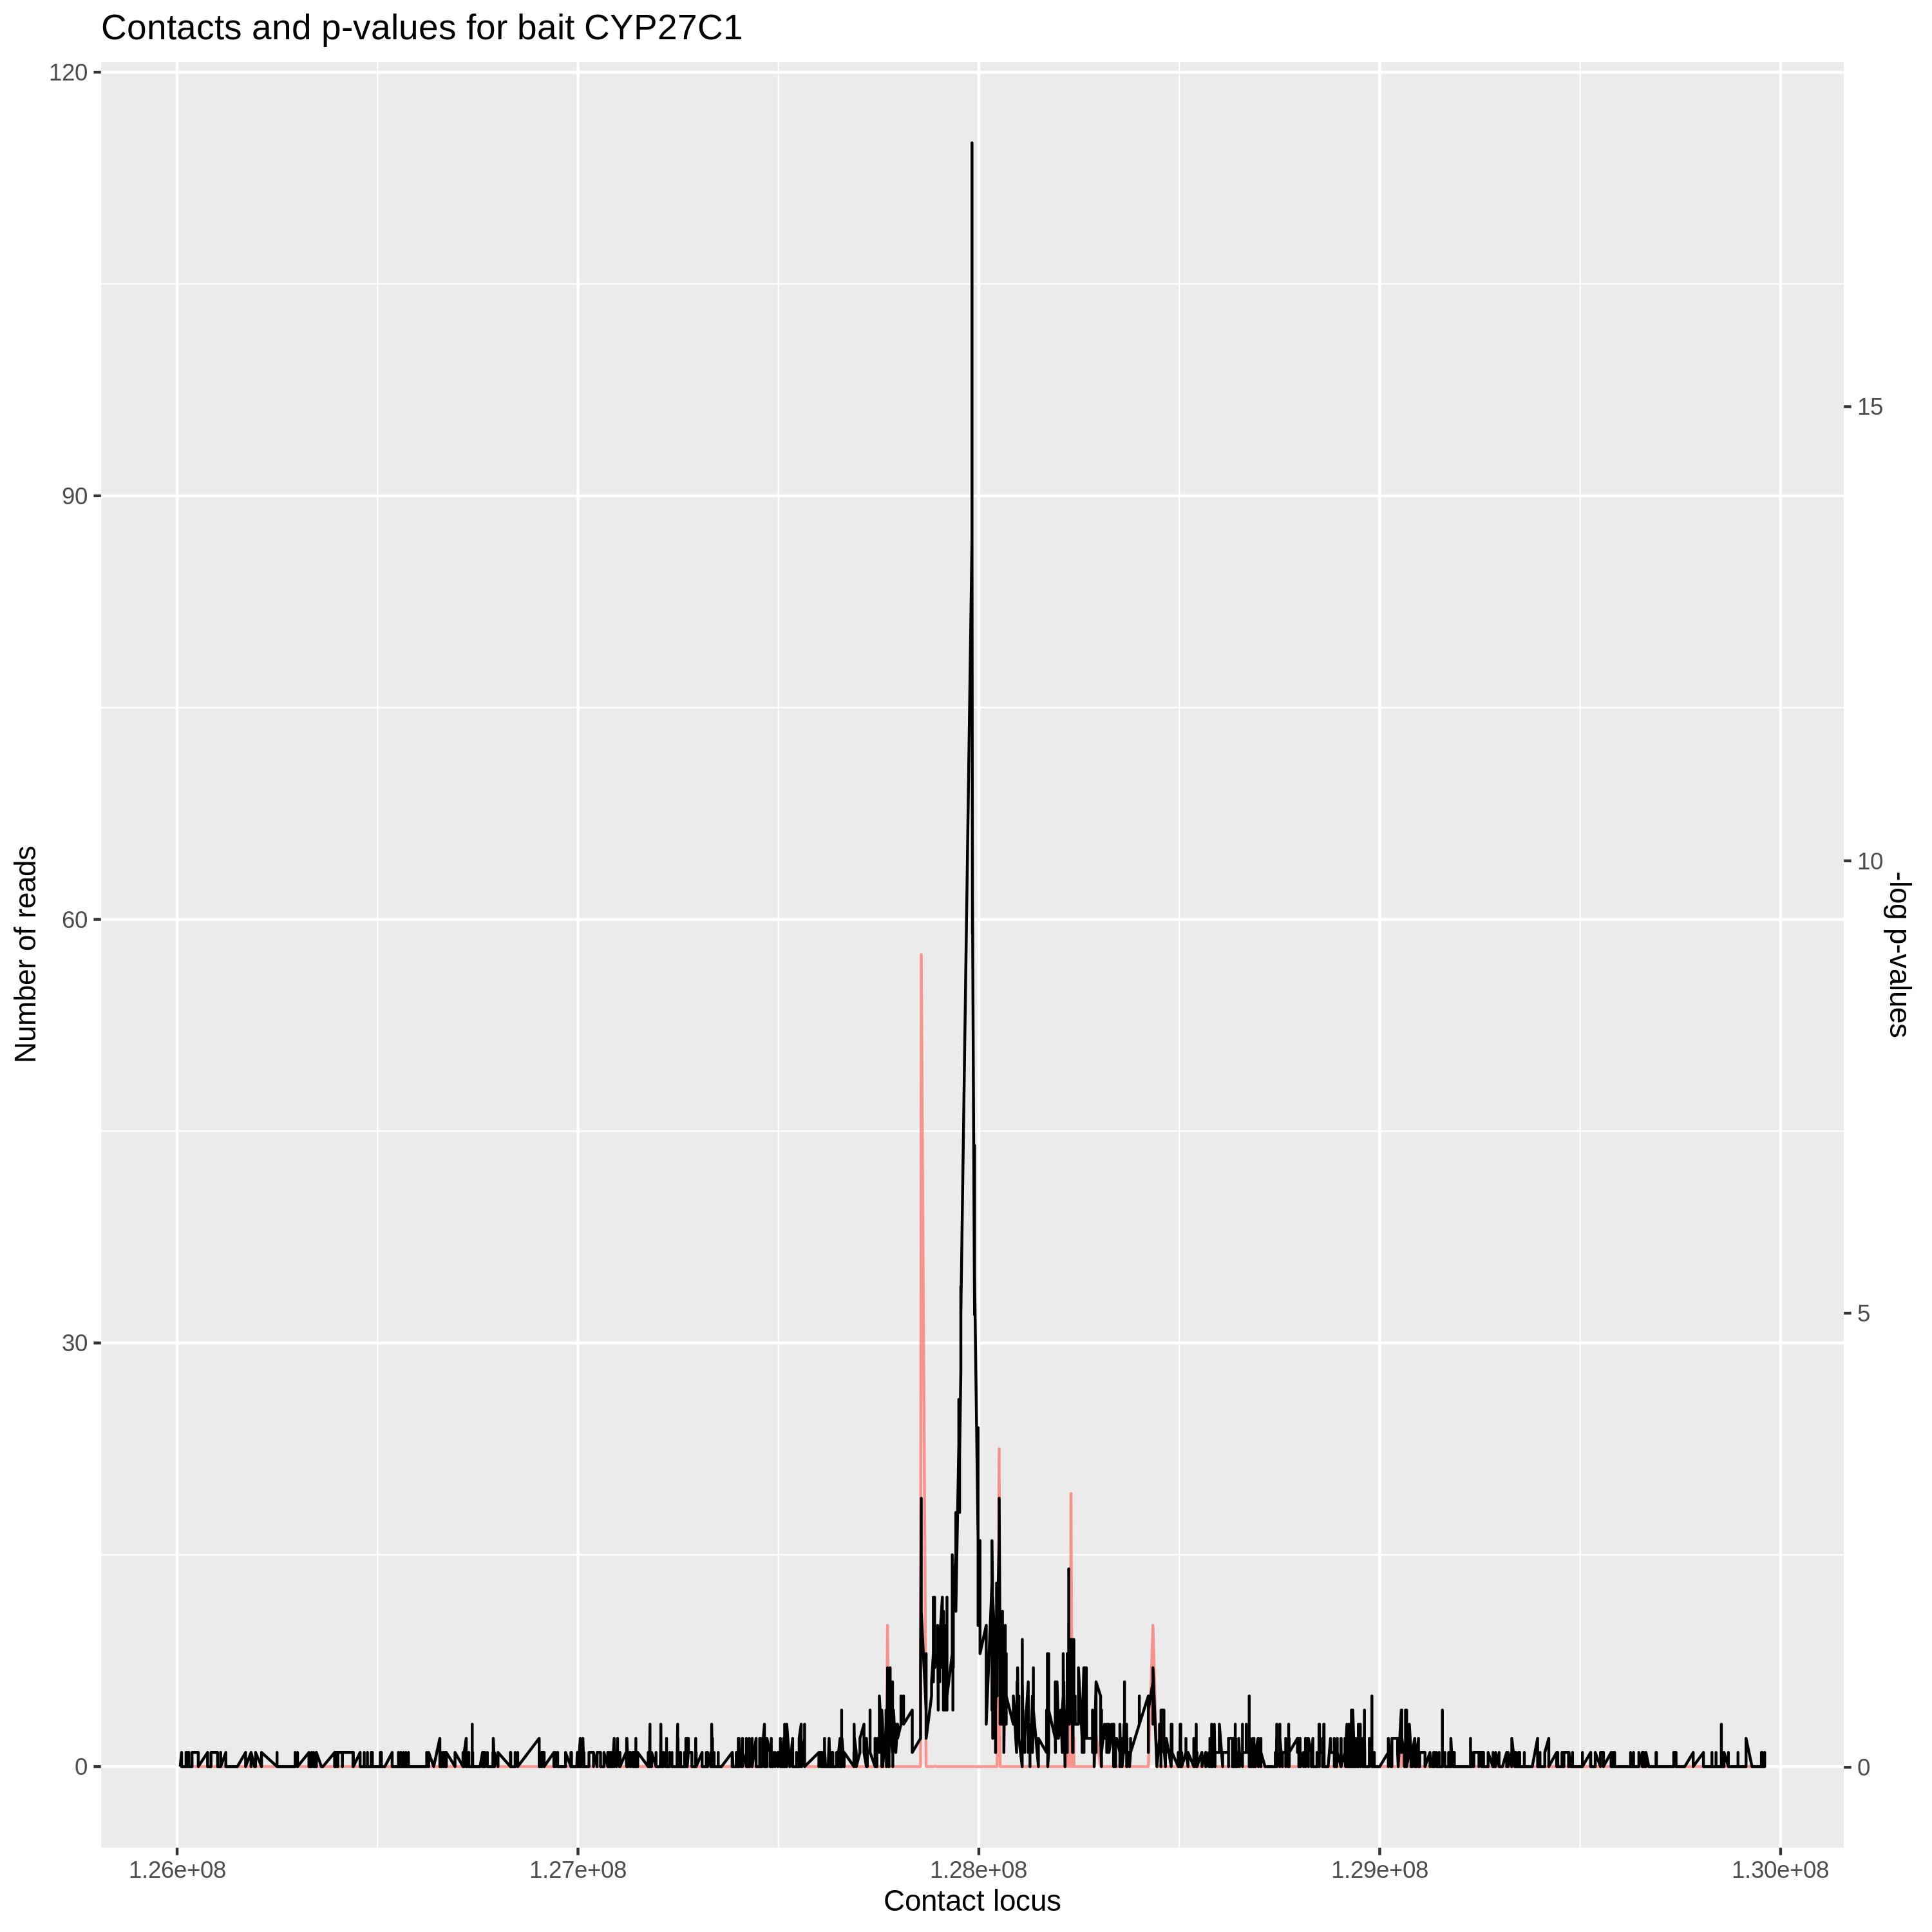 Contacts and p-values for bait CYP27C1
120
90
60
30
0
Number of reads
15
10
5
0
-log p-values
1.26e+08
1.27e+08
1.28e+08
1.29e+08
1.30e+08
Contact locus